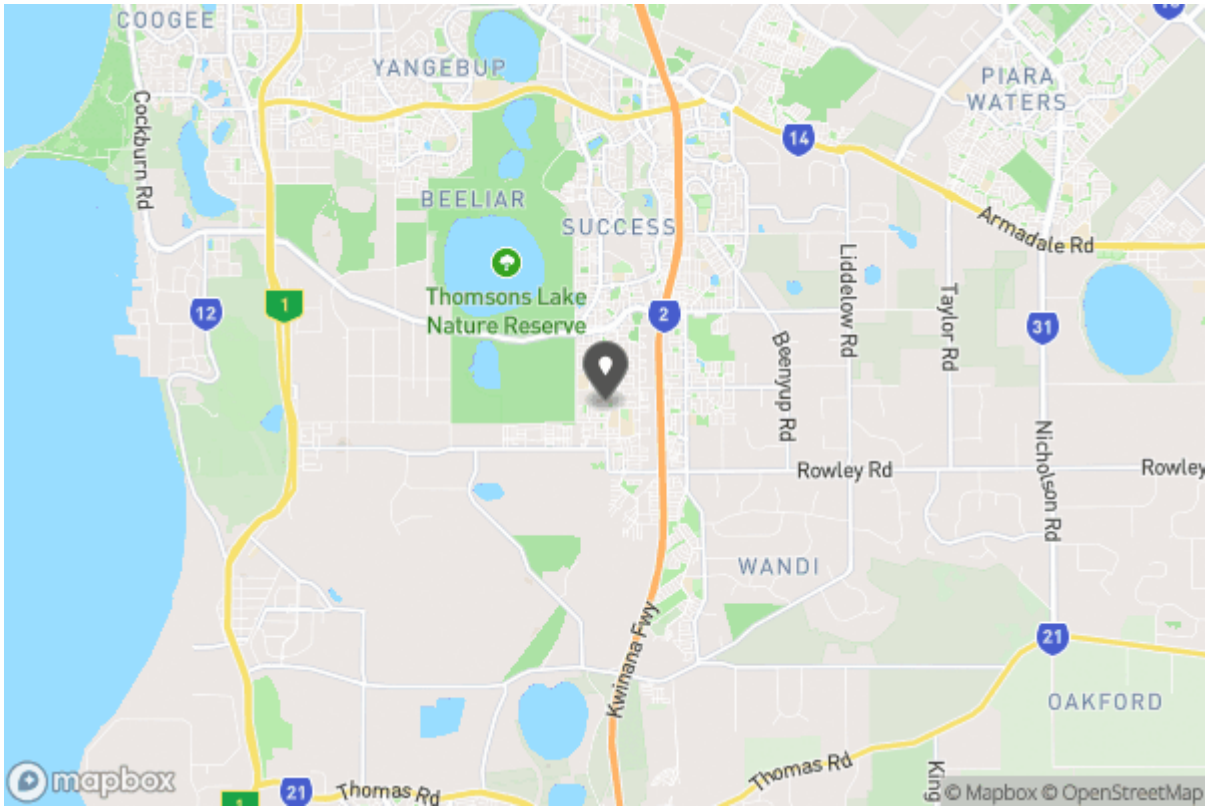 COOGEE
YANGEBUP
PIARA
WATERS
Cockburn Rd
14
BEELIAR
SUCCESS
Armadale Rd
Thomsons Lake
Nature Reserve
Liddelow Rd
Taylor Rd
1
12
2
31
Beenyup Rd
Nicholson Rd
Rowley Rd
Rowley
WANDI
Kwinana Fwy
21
OAKFORD
Thomas Rd
King
mapbox
21
Thomas Rd
1
© Mapbox © OpenStreetMap